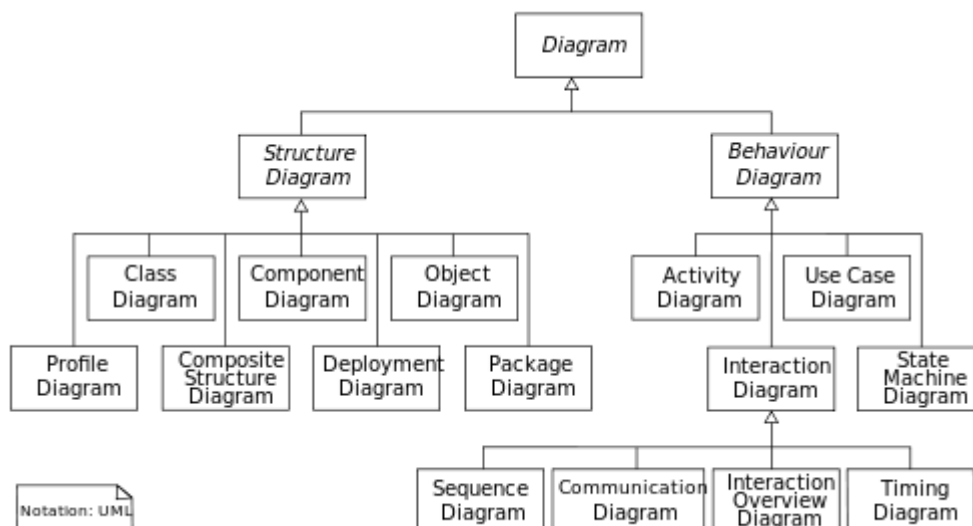 Diagram
Structure
Diagram
Behaviour
Diagram
Class
Diagram
Component
Diagram
Object
Diagram
Activity
Diagram
Use Case
Diagram
Profile
Diagram
Composite
Structure
Diagram
Deployment
Diagram
Package
Diagram
Interaction
Diagram
State
Machine
Diagram
Sequence
Diagram
Communication
Diagram
Interaction
Overview
Diagram
Timing
Diagram
Notation: UML